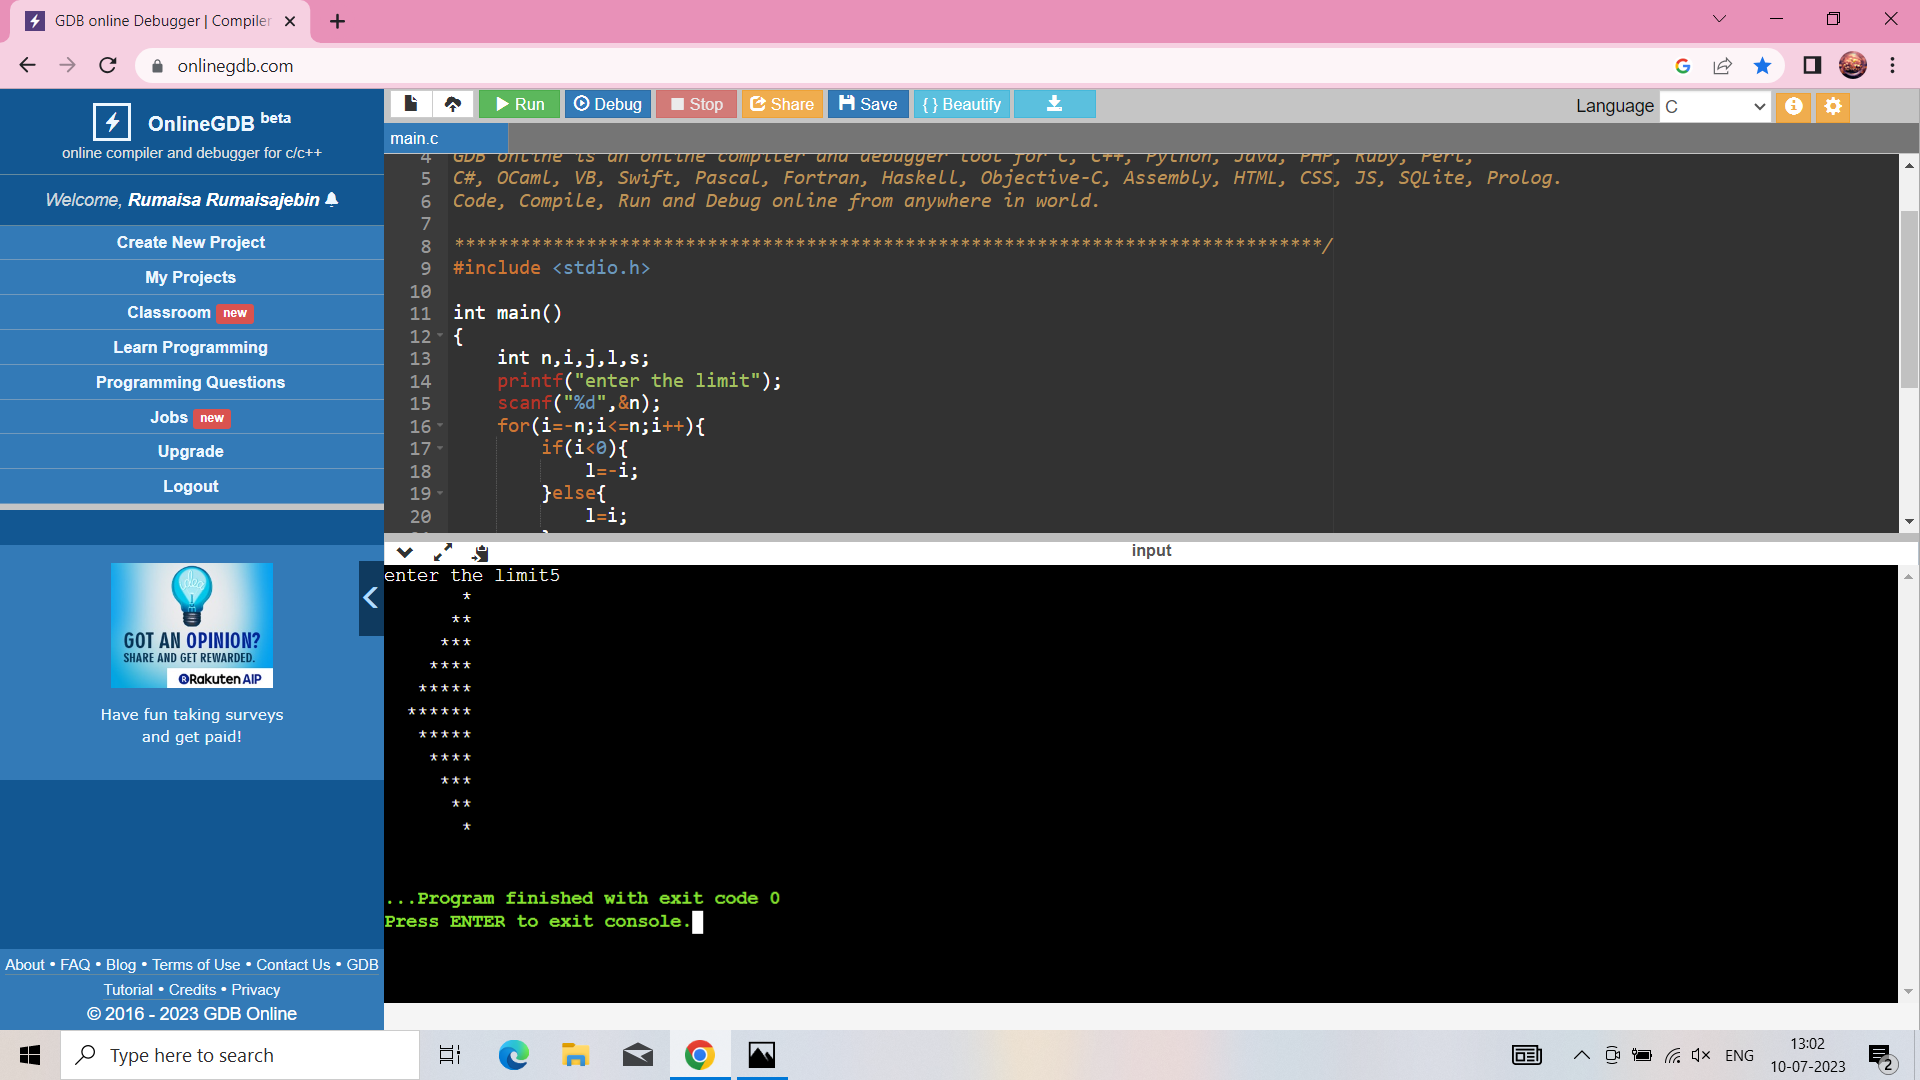 GDB online Debugger | Compiler
onlinegdb.com
OnlineGDB beta
online compiler and debugger for c/c++
Welcome, Rumaisa Rumaisajebin
Create New Project
My Projects
Classroom new
Learn Programming
Programming Questions
Jobs new
Upgrade
Logout
idea
GOT AN OPINION?
SHARE AND GET REWARDED.
Rakuten AIP
Have fun taking surveys
and get paid!
About • FAQ • Blog • Terms of Use • Contact Us • GDB
Tutorial • Credits • Privacy
© 2016 - 2023 GDB Online
Run Debug Stop Share Save { } Beautify
Language C
main.c
4 GDB online is an online compiler and debugger tool for C, C++, Python, Java, PHP, Ruby, Perl,
5 C#, OCaml, VB, Swift, Pascal, Fortran, Haskell, Objective-C, Assembly, HTML, CSS, JS, SQLite, Prolog.
6 Code, Compile, Run and Debug online from anywhere in world.
7
8 *******************************************************************************/
9 #include <stdio.h>
10
11 int main()
12 {
13     int n,i,j,l,s;
14     printf("enter the limit");
15     scanf("%d",&n);
16     for(i=-n;i<=n;i++){
17         if(i<0){
18             l=-i;
19         }else{
20             l=i;
input
enter the limit5
       *
      **
     ***
    ****
   *****
  ******
   *****
    ****
     ***
      **
       *
...Program finished with exit code 0
Press ENTER to exit console.
Type here to search
ENG
13:02
10-07-2023
2